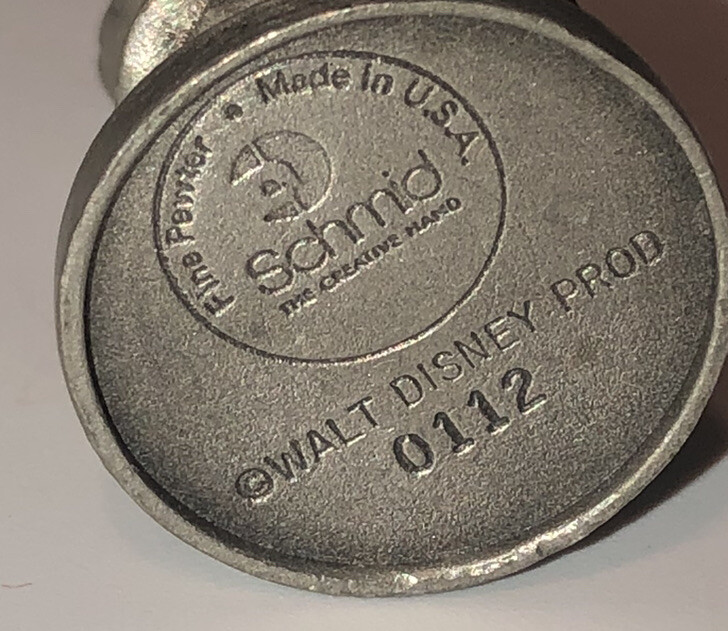 Fine Pewter • Made in U.S.A.
Schmid
THE CREATIVE HAND
©WALT DISNEY PROD
0112